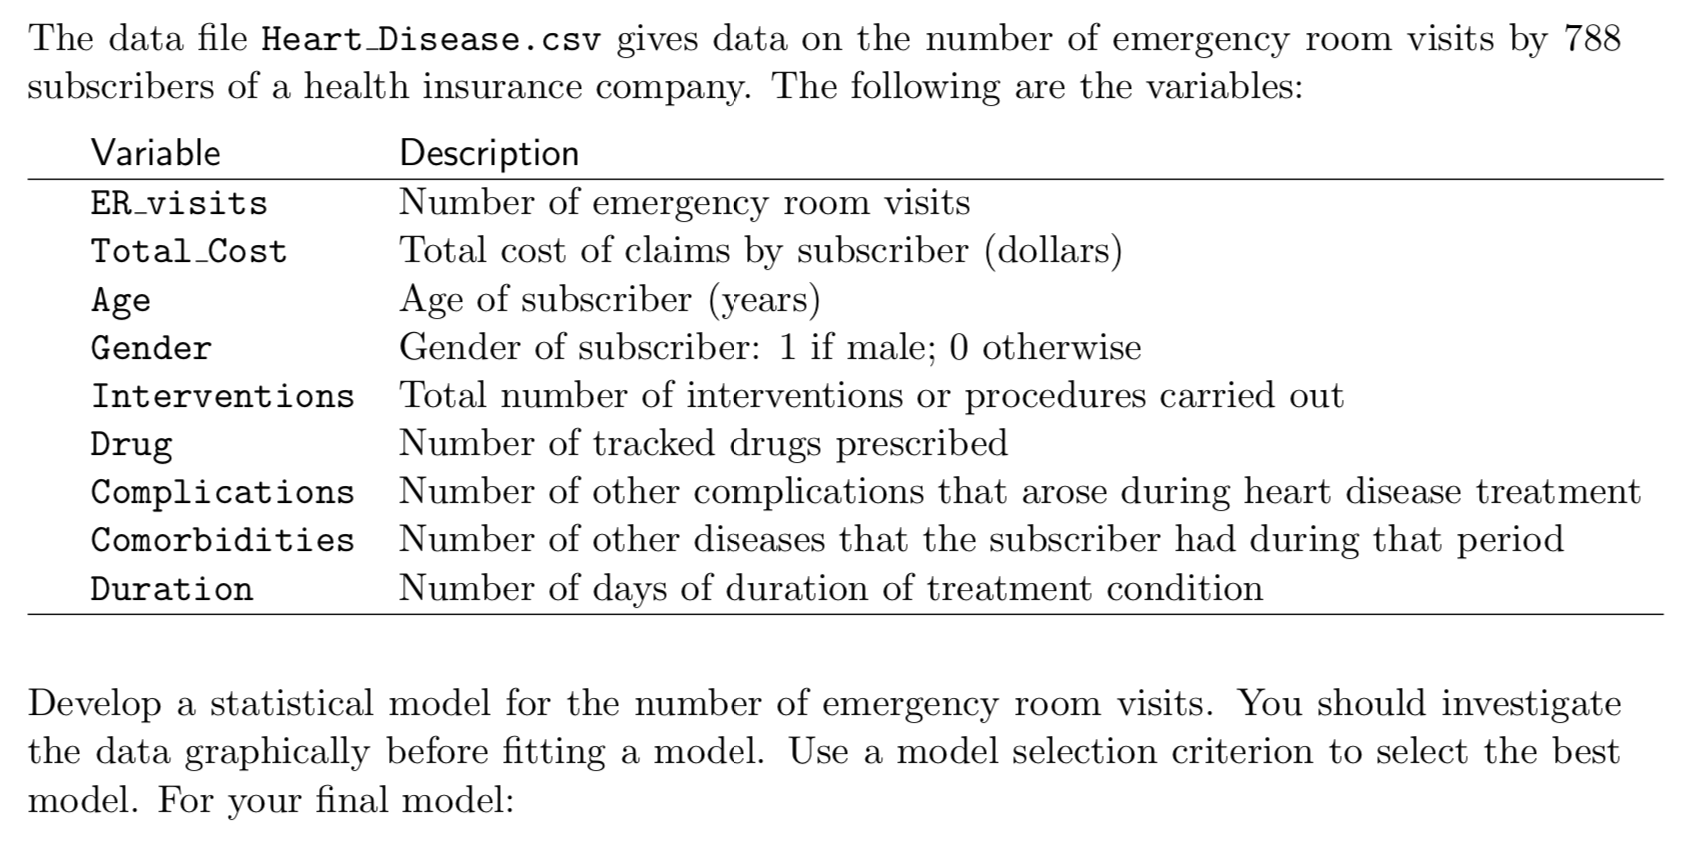 The data file Heart_Disease.csv gives data on the number of emergency room visits by 788
subscribers of a health insurance company. The following are the variables:
Variable Description
ER_visits Number of emergency room visits
Total_Cost Total cost of claims by subscriber (dollars)
Age Age of subscriber (years)
Gender Gender of subscriber: 1 if male; 0 otherwise
Interventions Total number of interventions or procedures carried out
Drug Number of tracked drugs prescribed
Complications Number of other complications that arose during heart disease treatment
Comorbidities Number of other diseases that the subscriber had during that period
Duration Number of days of duration of treatment condition
Develop a statistical model for the number of emergency room visits. You should investigate
the data graphically before fitting a model. Use a model selection criterion to select the best
model. For your final model: